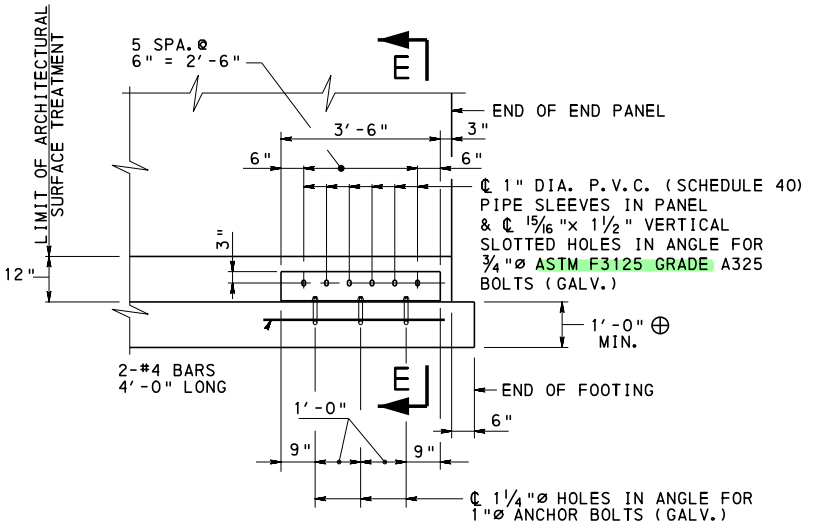 LIMIT OF ARCHITECTURAL
SURFACE TREATMENT
5 SPA.@
6" = 2'-6"
E
END OF END PANEL
3'-6"
3"
6"
6"
℄ 1" DIA. P.V.C. (SCHEDULE 40)
PIPE SLEEVES IN PANEL
& ℄ 15/16"x 1 1/2" VERTICAL
SLOTTED HOLES IN ANGLE FOR
3/4"ø ASTM F3125 GRADE A325
BOLTS (GALV.)
3"
12"
1'-0" ⊕
MIN.
2-#4 BARS
4'-0" LONG
E
END OF FOOTING
1'-0"
6"
9"
9"
℄ 1 1/4"ø HOLES IN ANGLE FOR
1"ø ANCHOR BOLTS (GALV.)